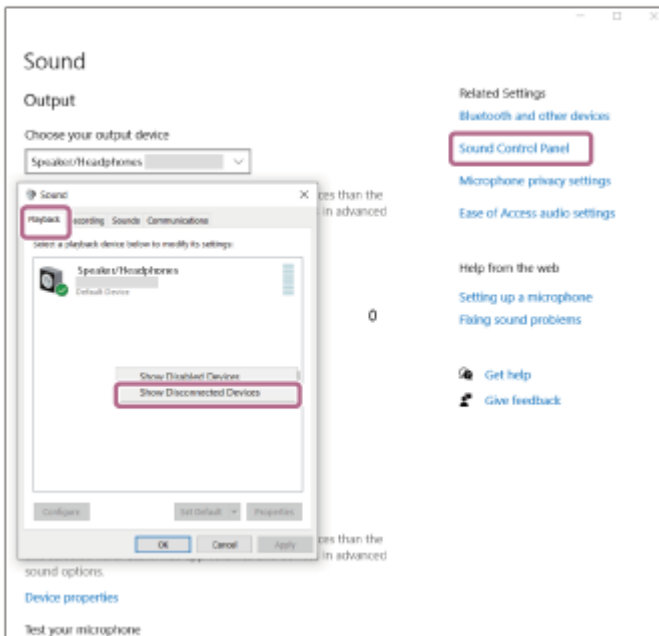 Sound
Output
Choose your output device
Speaker/Headphones
Related Settings
Bluetooth and other devices
Sound Control Panel
Microphone privacy settings
Ease of Access audio settings
Help from the web
Setting up a microphone
Fixing sound problems
Get help
Give feedback
Sound
Playback
ecording Sounds Communications
Select a playback device below to modify its settings:
Speaker/Headphones
Default Device
Show Disabled Devices
Show Disconnected Devices
Configure
Set Default
Properties
OK
Cancel
Apply
ces than the
in advanced
0
ces than the
in advanced
sound options.
Device properties
Test your microphone